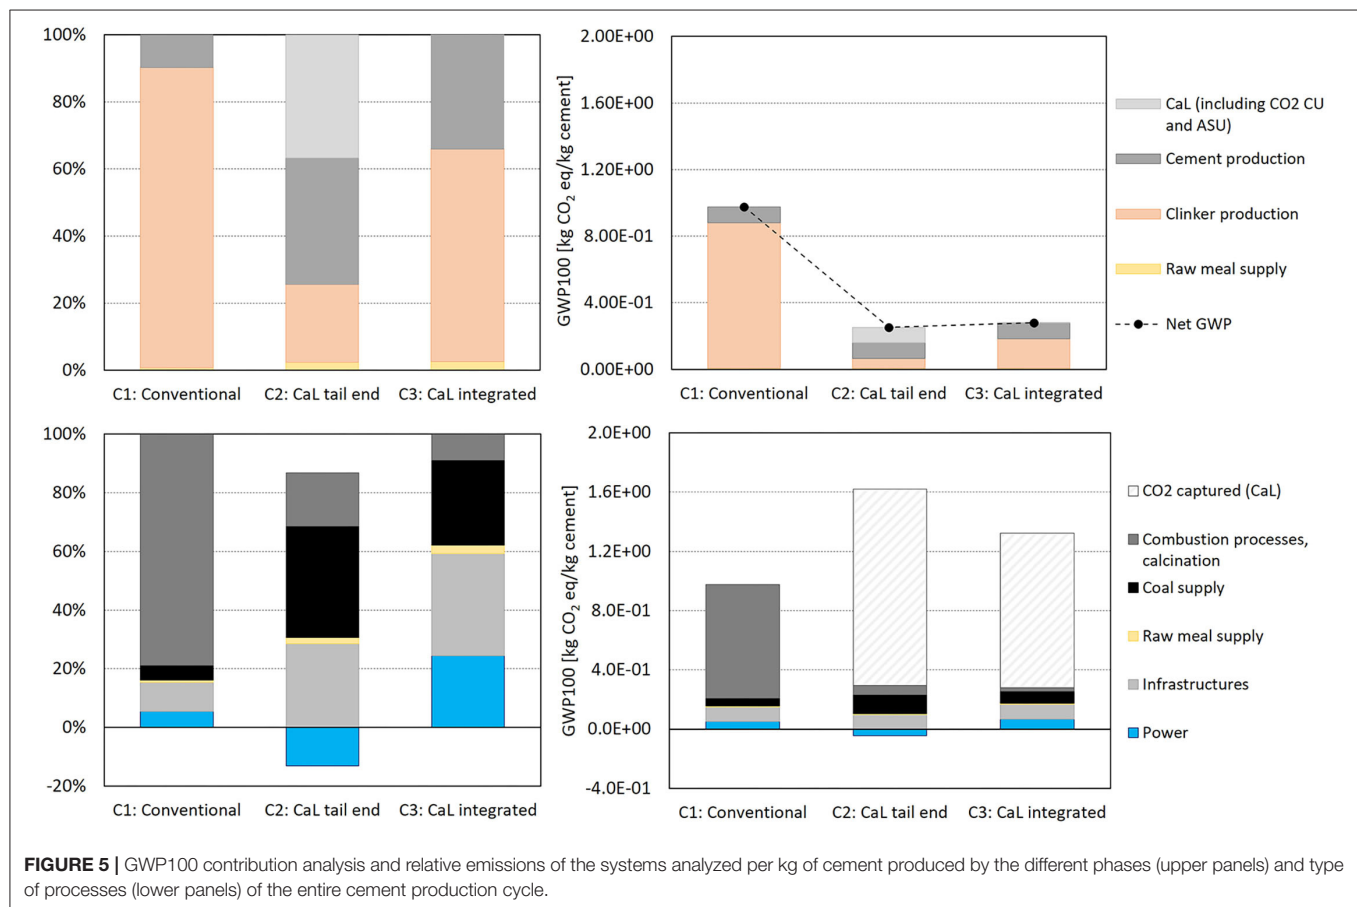 100%
80%
60%
40%
20%
0%
C1: Conventional
C2: CaL tail end
C3: CaL integrated
GWP100 [kg CO2 eq/kg cement]
2.00E+00
1.60E+00
1.20E+00
8.00E-01
4.00E-01
0.00E+00
C1: Conventional
C2: CaL tail end
C3: CaL integrated
CaL (including CO2 CU
and ASU)
Cement production
Clinker production
Raw meal supply
Net GWP
100%
80%
60%
40%
20%
0%
-20%
C1: Conventional
C2: CaL tail end
C3: CaL integrated
GWP100 [kg CO2 eq/kg cement]
2.0E+00
1.6E+00
1.2E+00
8.0E-01
4.0E-01
0.0E+00
-4.0E-01
C1: Conventional
C2: CaL tail end
C3: CaL integrated
CO2 captured (CaL)
Combustion processes,
calcination
Coal supply
Raw meal supply
Infrastructures
Power
FIGURE 5 | GWP100 contribution analysis and relative emissions of the systems analyzed per kg of cement produced by the different phases (upper panels) and type
of processes (lower panels) of the entire cement production cycle.